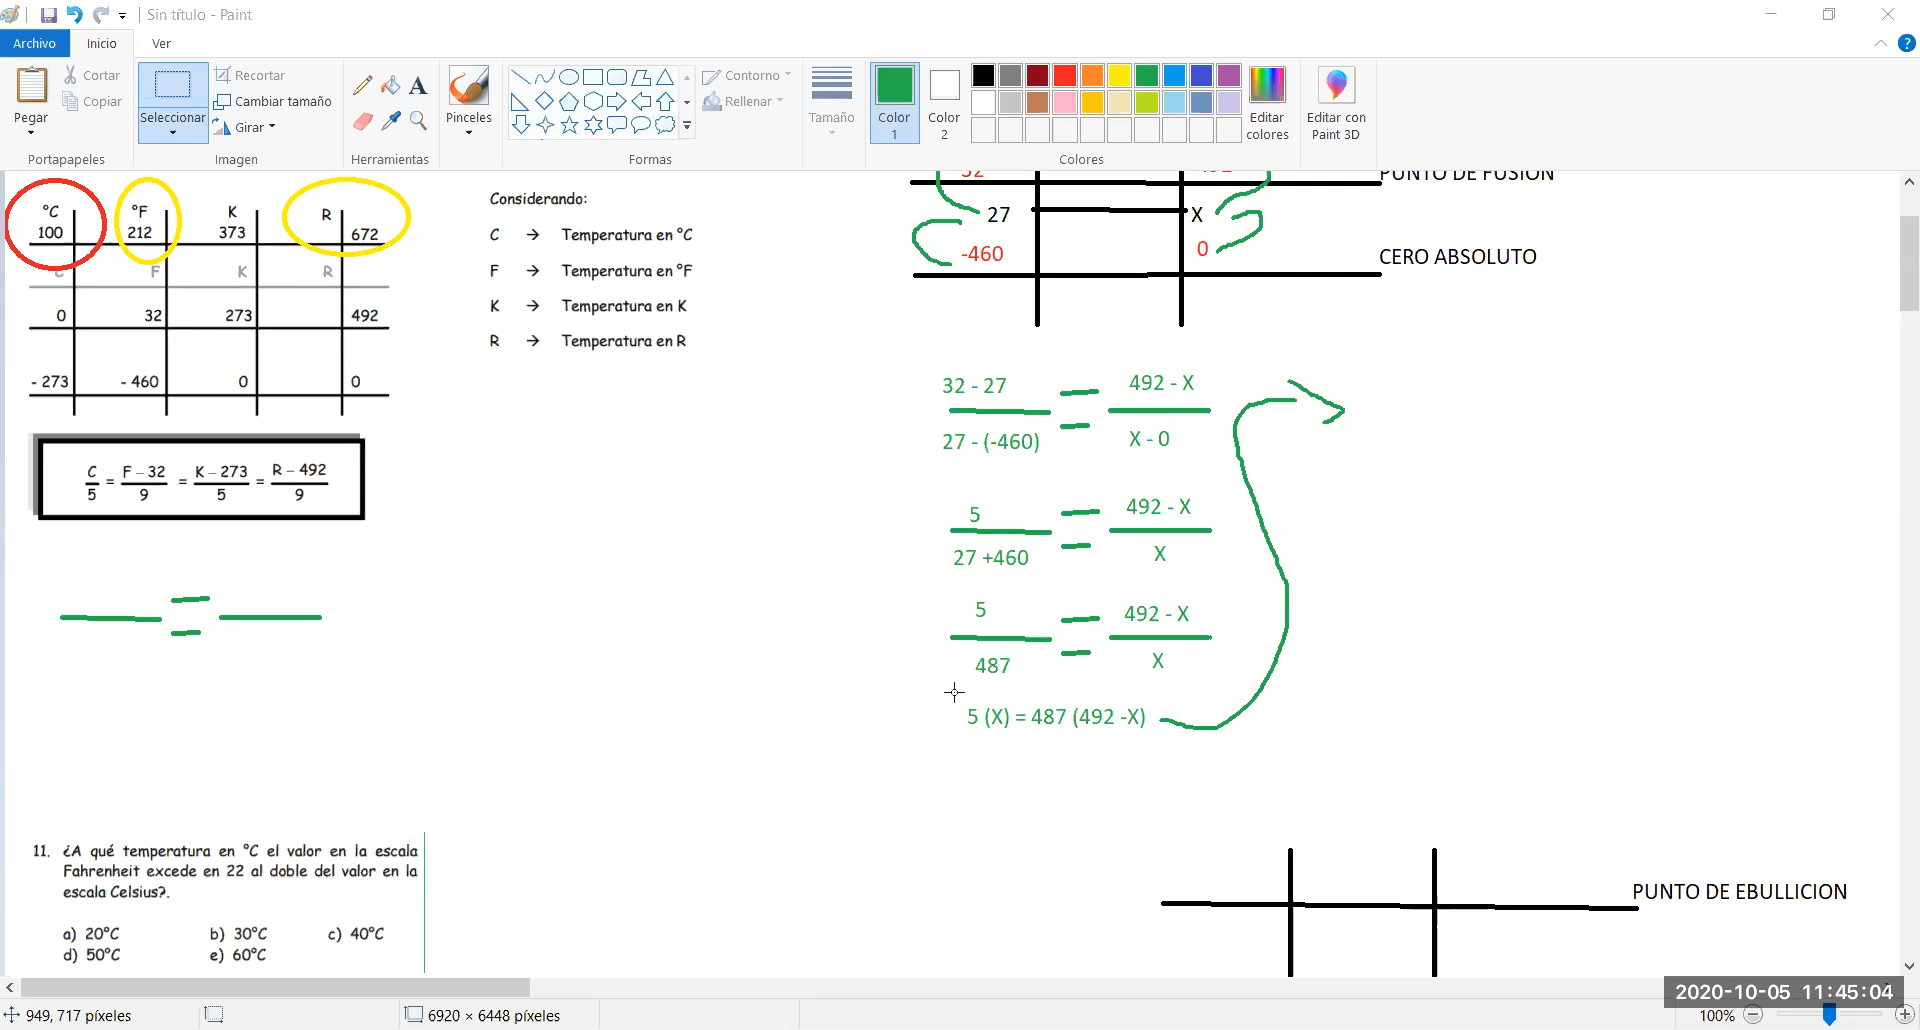 Sin título - Paint
Archivo Inicio Ver
Pegar
Cortar
Copiar
Portapapeles
Seleccionar
Recortar
Cambiar tamaño
Girar
Imagen
A
Herramientas
Pinceles
Contorno
Rellenar
Formas
Tamaño
Color 1
Color 2
Editar colores
Editar con Paint 3D
Colores
°C °F K R
100 212 373 672
C F K R
0 32 273 492
- 273 - 460 0 0
C/5 = F – 32/9 = K – 273/5 = R – 492/9
Considerando:
C → Temperatura en °C
F → Temperatura en °F
K → Temperatura en K
R → Temperatura en R
32 492 PUNTO DE FUSION
27 X
-460 0 CERO ABSOLUTO
32 - 27 = 492 - X
27 - (-460) X - 0
5 = 492 - X
27 +460 X
5 = 492 - X
487 X
5 (X) = 487 (492 -X)
11. ¿A qué temperatura en °C el valor en la escala
Fahrenheit excede en 22 al doble del valor en la
escala Celsius?.
a) 20°C b) 30°C c) 40°C
d) 50°C e) 60°C
PUNTO DE EBULLICION
2020-10-05 11:45:04
949, 717 píxeles
6920 × 6448 píxeles
100%